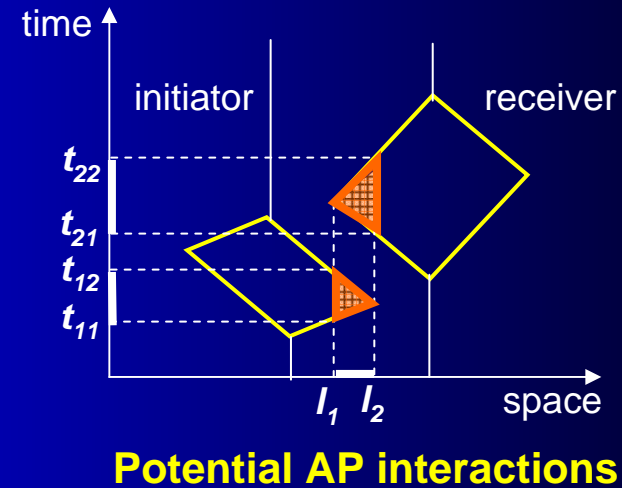 time
initiator receiver
t22
t21
t12
t11
l1 l2
space
Potential AP interactions